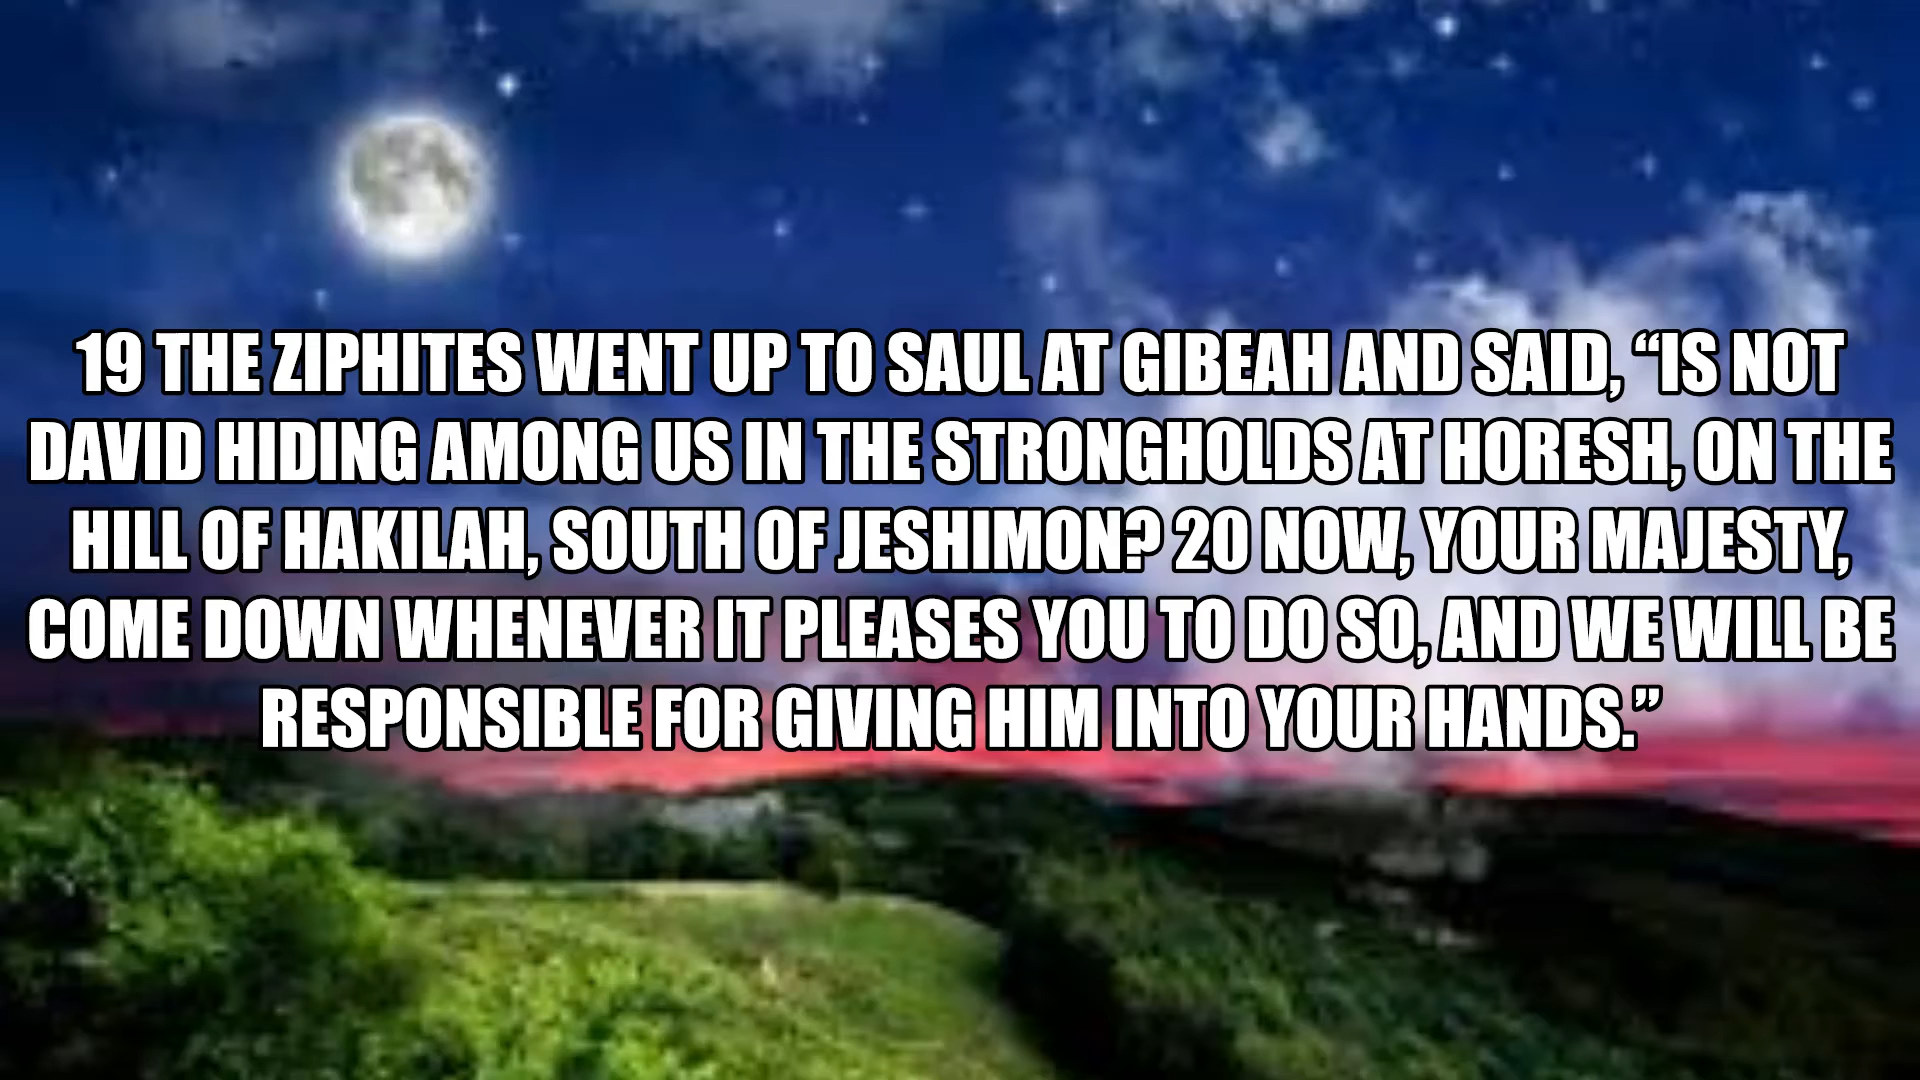 19 THE ZIPHITES WENT UP TO SAUL AT GIBEAH AND SAID, “IS NOT
DAVID HIDING AMONG US IN THE STRONGHOLDS AT HORESH, ON THE
HILL OF HAKILAH, SOUTH OF JESHIMON? 20 NOW, YOUR MAJESTY,
COME DOWN WHENEVER IT PLEASES YOU TO DO SO, AND WE WILL BE
RESPONSIBLE FOR GIVING HIM INTO YOUR HANDS.”